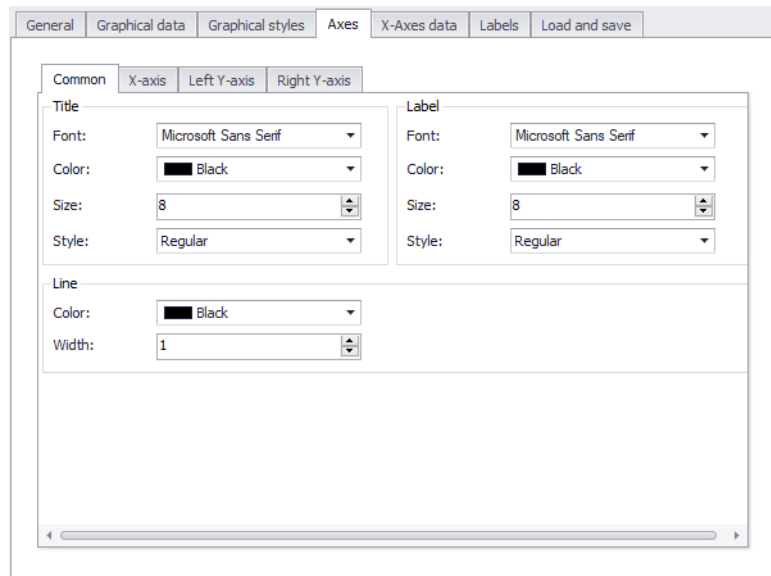 General Graphical data Graphical styles Axes X-Axes data Labels Load and save
Common X-axis Left Y-axis Right Y-axis
Title Label
Font: Microsoft Sans Serif Font: Microsoft Sans Serif
Color: Black Color: Black
Size: 8 Size: 8
Style: Regular Style: Regular
Line
Color: Black
Width: 1